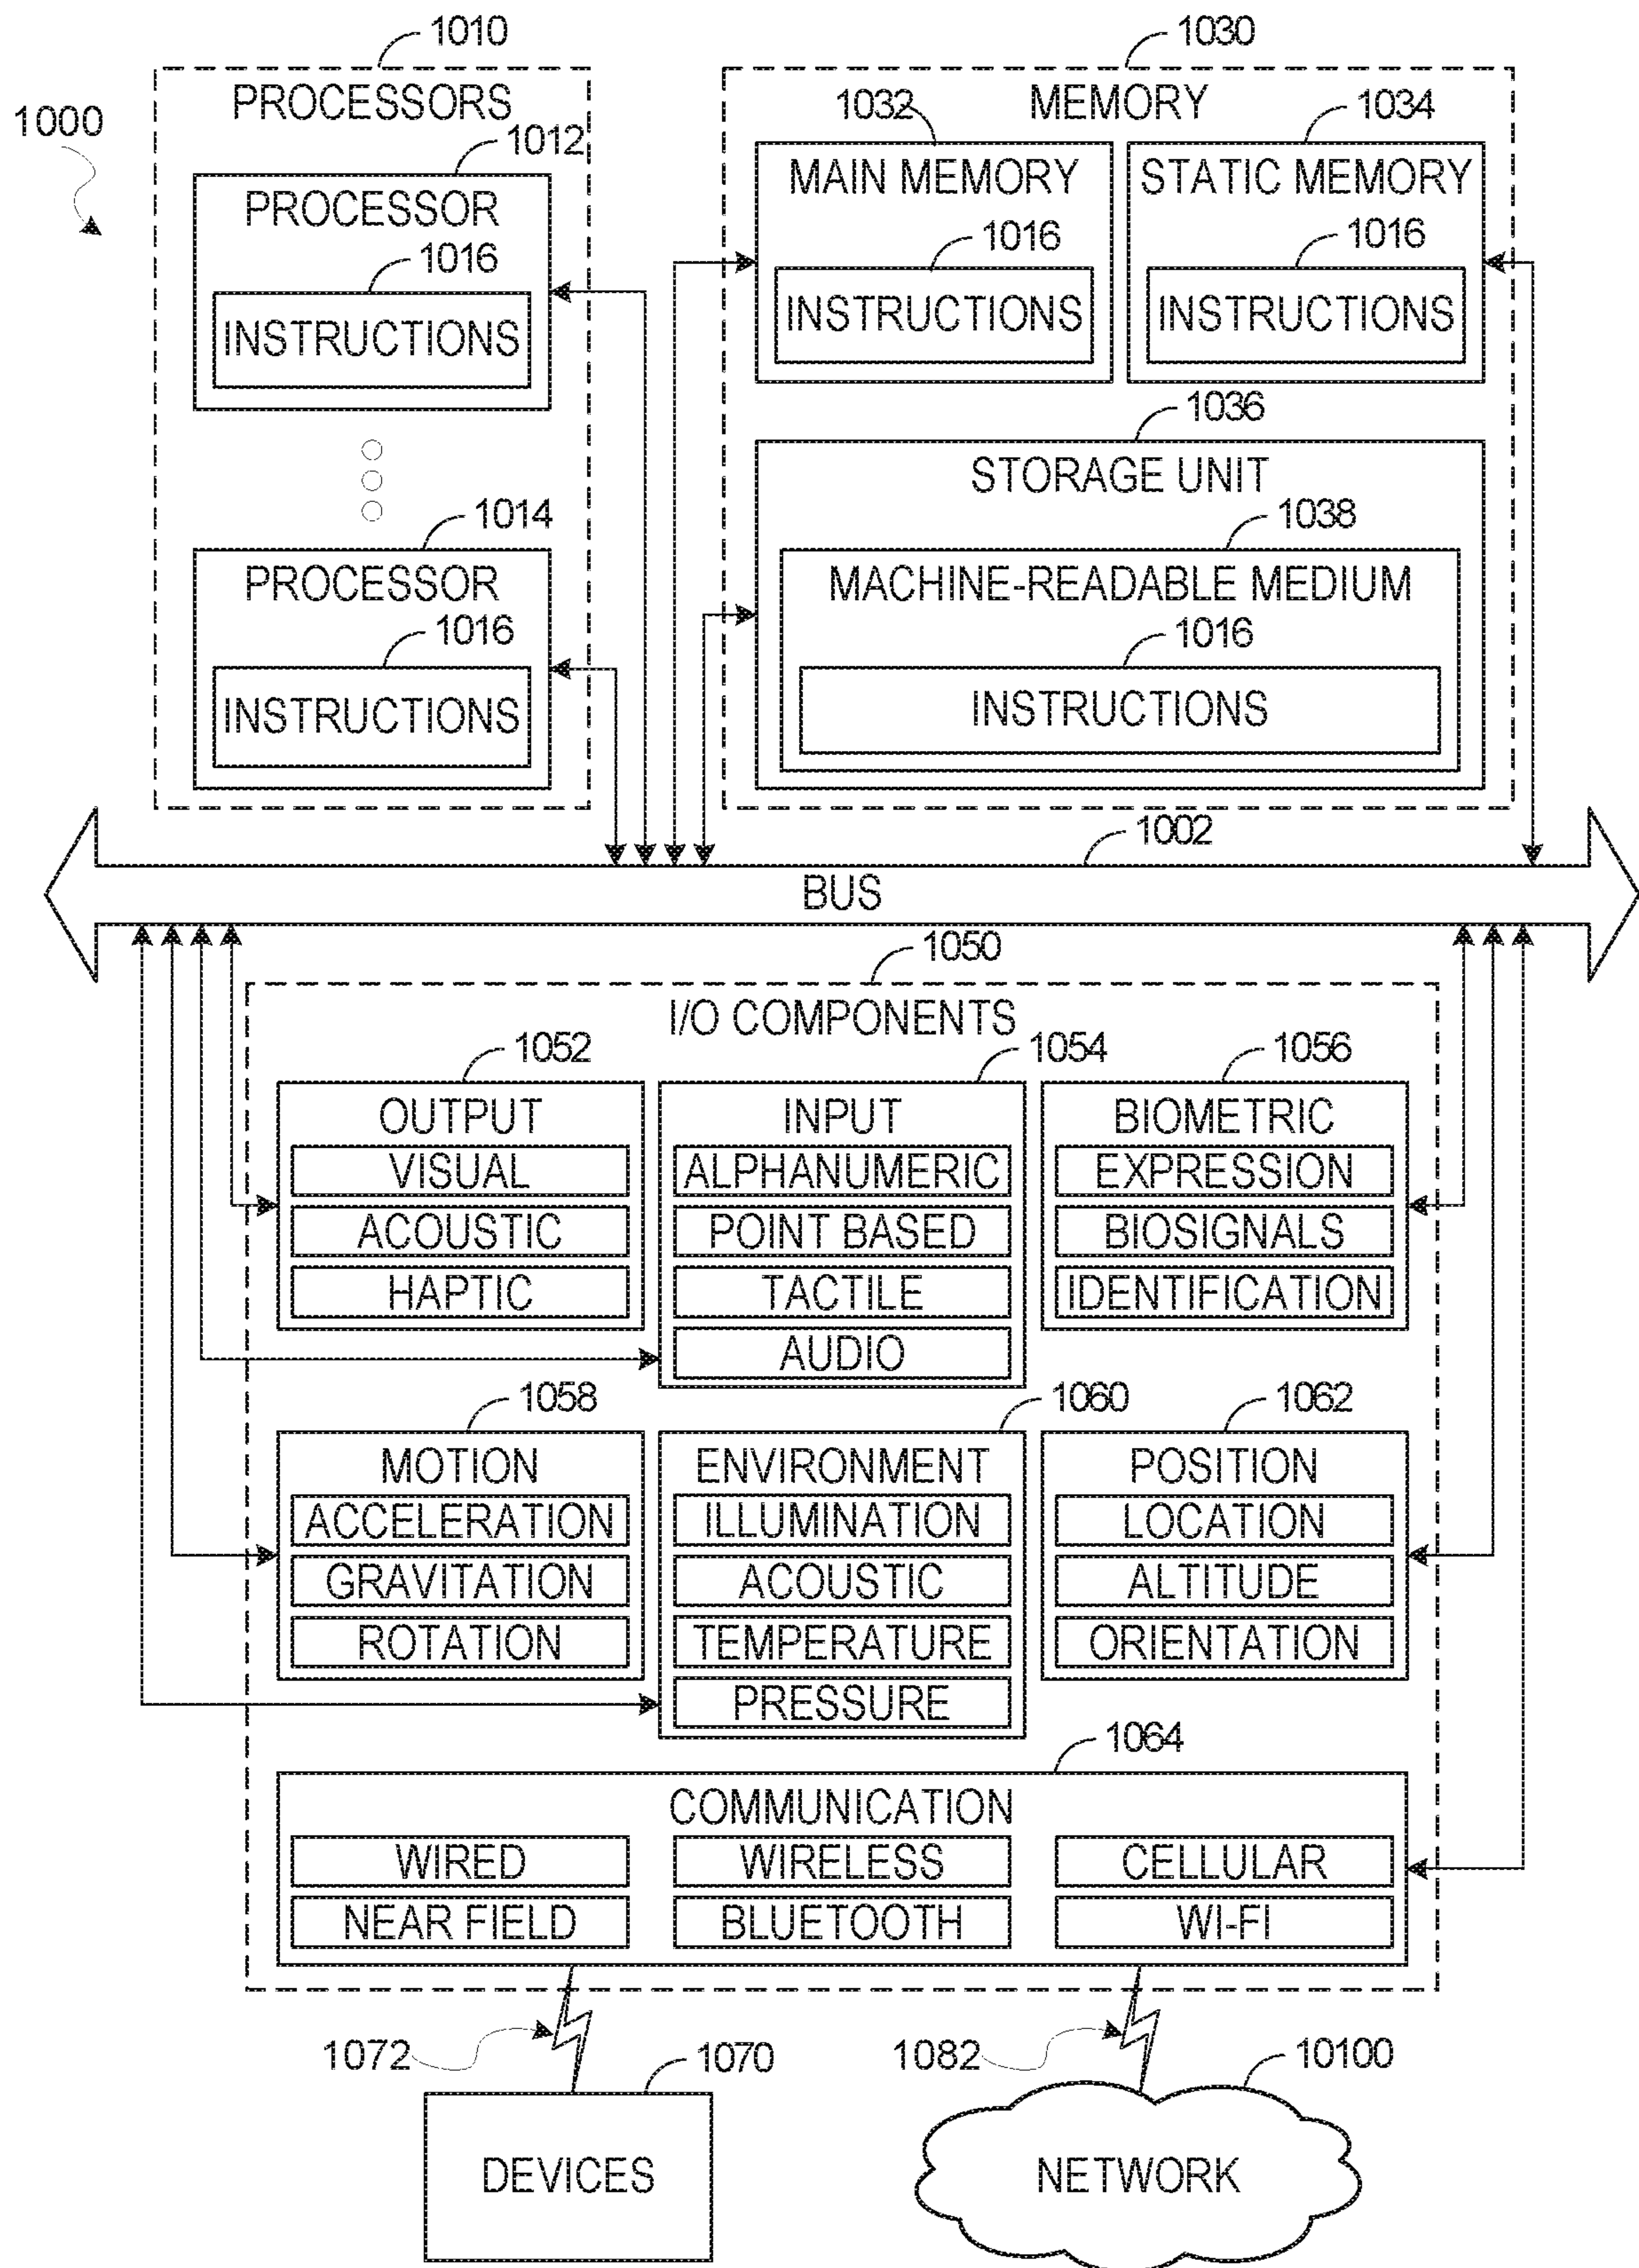 1010
1030
1000
PROCESSORS
MEMORY
1012
1032
1034
PROCESSOR
MAIN MEMORY
STATIC MEMORY
1016
1016
1016
INSTRUCTIONS
INSTRUCTIONS
INSTRUCTIONS
1036
STORAGE UNIT
1014
1038
PROCESSOR
MACHINE-READABLE MEDIUM
1016
1016
INSTRUCTIONS
INSTRUCTIONS
1002
BUS
1050
I/O COMPONENTS
1052
1054
1056
OUTPUT
INPUT
BIOMETRIC
VISUAL
ALPHANUMERIC
EXPRESSION
ACOUSTIC
POINT BASED
BIOSIGNALS
HAPTIC
TACTILE
IDENTIFICATION
AUDIO
1058
1060
1062
MOTION
ENVIRONMENT
POSITION
ACCELERATION
ILLUMINATION
LOCATION
GRAVITATION
ACOUSTIC
ALTITUDE
ROTATION
TEMPERATURE
ORIENTATION
PRESSURE
1064
COMMUNICATION
WIRED
WIRELESS
CELLULAR
NEAR FIELD
BLUETOOTH
WI-FI
1072
1070
1082
10100
DEVICES
NETWORK